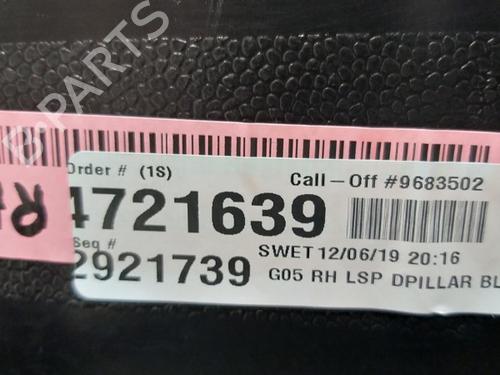 B-PARTS
Order # (1S)
Call-Off #9683502
4721639
Seq #
SWET 12/06/19 20:16
2921739
G05 RH LSP DPILLAR BL